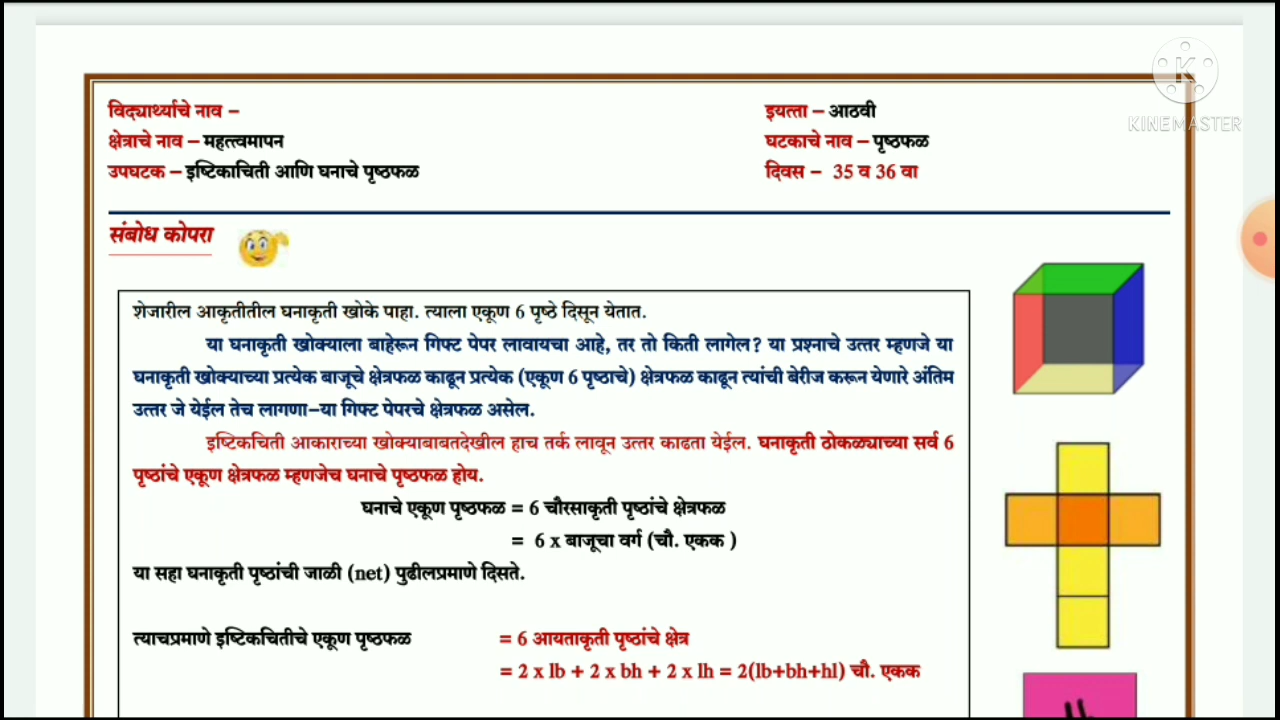 विद्यार्थ्याचे नाव –
इयत्ता – आठवी
क्षेत्राचे नाव – महत्त्वमापन
घटकाचे नाव – पृष्ठफळ
उपघटक – इष्टिकाचिती आणि घनाचे पृष्ठफळ
दिवस – 35 व 36 वा
K
KINEMASTER
संबोध कोपरा
शेजारील आकृतीतील घनाकृती खोके पाहा. त्याला एकूण 6 पृष्ठे दिसून येतात.
या घनाकृती खोक्याला बाहेरून गिफ्ट पेपर लावायचा आहे, तर तो किती लागेल? या प्रश्नाचे उत्तर म्हणजे या
घनाकृती खोक्याच्या प्रत्येक बाजूचे क्षेत्रफळ काढून प्रत्येक (एकूण 6 पृष्ठाचे) क्षेत्रफळ काढून त्यांची बेरीज करून येणारे अंतिम
उत्तर जे येईल तेच लागणा–या गिफ्ट पेपरचे क्षेत्रफळ असेल.
इष्टिकचिती आकाराच्या खोक्याबाबतदेखील हाच तर्क लावून उत्तर काढता येईल. घनाकृती ठोकळ्याच्या सर्व 6
पृष्ठांचे एकूण क्षेत्रफळ म्हणजेच घनाचे पृष्ठफळ होय.
घनाचे एकूण पृष्ठफळ = 6 चौरसाकृती पृष्ठांचे क्षेत्रफळ
= 6 x बाजूचा वर्ग (चौ. एकक )
या सहा घनाकृती पृष्ठांची जाळी (net) पुढीलप्रमाणे दिसते.
त्याचप्रमाणे इष्टिकचितीचे एकूण पृष्ठफळ = 6 आयताकृती पृष्ठांचे क्षेत्र
= 2 x lb + 2 x bh + 2 x lh = 2(lb+bh+hl) चौ. एकक